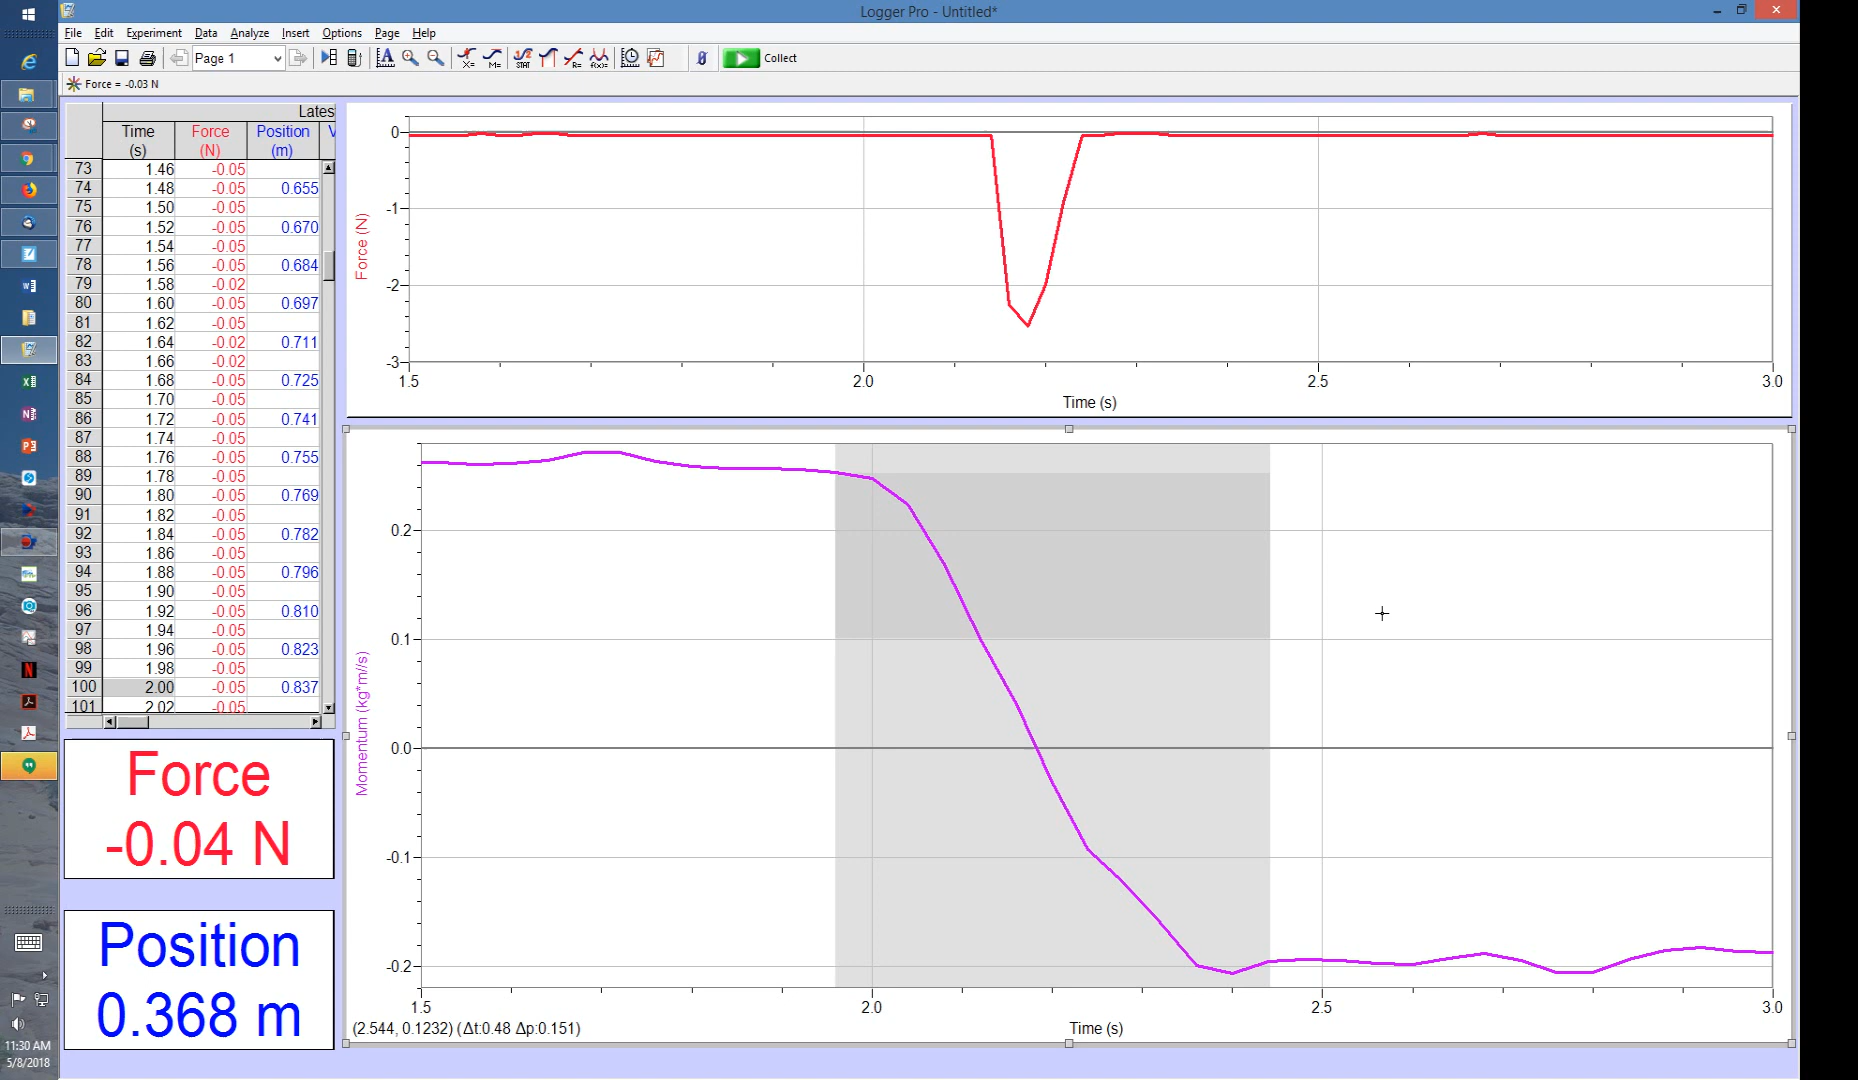 Logger Pro - Untitled*
File Edit Experiment Data Analyze Insert Options Page Help
Page 1
Collect
Force = -0.03 N
Lates
Time Force Position V
(s) (N) (m)
73 1.46 -0.05
74 1.48 -0.05 0.655
75 1.50 -0.05
76 1.52 -0.05 0.670
77 1.54 -0.05
78 1.56 -0.05 0.684
79 1.58 -0.02
80 1.60 -0.05 0.697
81 1.62 -0.05
82 1.64 -0.02 0.711
83 1.66 -0.02
84 1.68 -0.05 0.725
85 1.70 -0.05
86 1.72 -0.05 0.741
87 1.74 -0.05
88 1.76 -0.05 0.755
89 1.78 -0.05
90 1.80 -0.05 0.769
91 1.82 -0.05
92 1.84 -0.05 0.782
93 1.86 -0.05
94 1.88 -0.05 0.796
95 1.90 -0.05
96 1.92 -0.05 0.810
97 1.94 -0.05
98 1.96 -0.05 0.823
99 1.98 -0.05
100 2.00 -0.05 0.837
101 2.02 -0.05
Force
-0.04 N
Position
0.368 m
Force (N)
0
-1
-2
-3
1.5 2.0 2.5 3.0
Time (s)
Momentum (kg*m//s)
0.2
0.1
0.0
-0.1
-0.2
1.5 2.0 2.5 3.0
(2.544, 0.1232) (Δt:0.48 Δp:0.151)
Time (s)
11:30 AM
5/8/2018